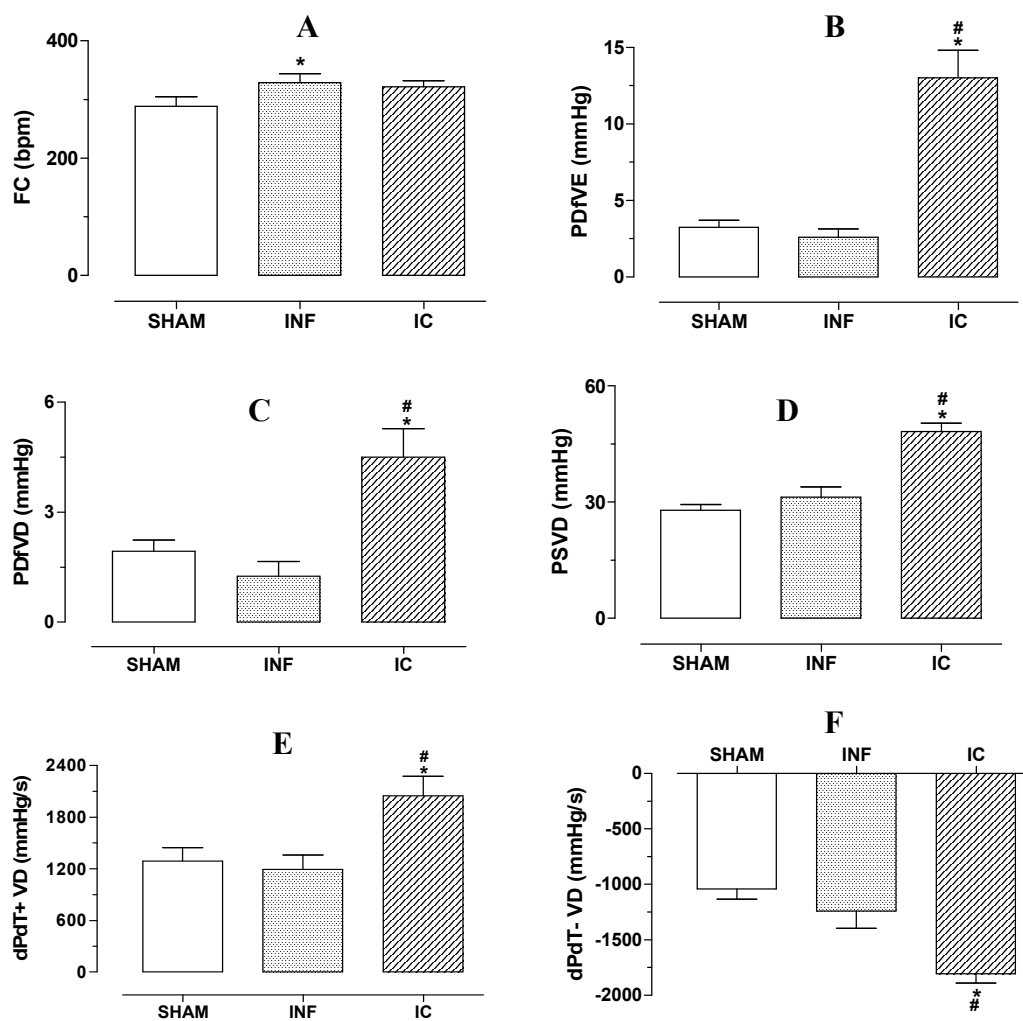 A
FC (bpm)
400
200
0
*
SHAM INF IC
B
PDfVE (mmHg)
15
10
5
0
#
*
SHAM INF IC
C
PDfVD (mmHg)
6
3
0
#
*
SHAM INF IC
D
PSVD (mmHg)
60
30
0
#
*
SHAM INF IC
E
dPdT+ VD (mmHg/s)
2400
1800
1200
600
0
#
*
SHAM INF IC
F
SHAM INF IC
dPdT- VD (mmHg/s)
0
-500
-1000
-1500
-2000
*
#